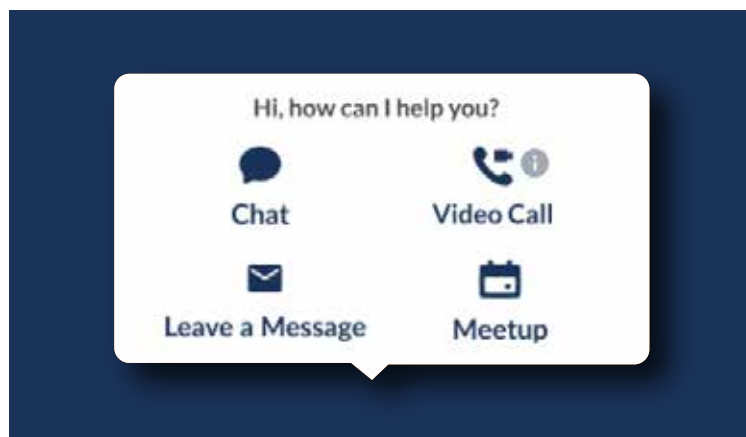 Hi, how can I help you?
Chat
Video Call
Leave a Message
Meetup